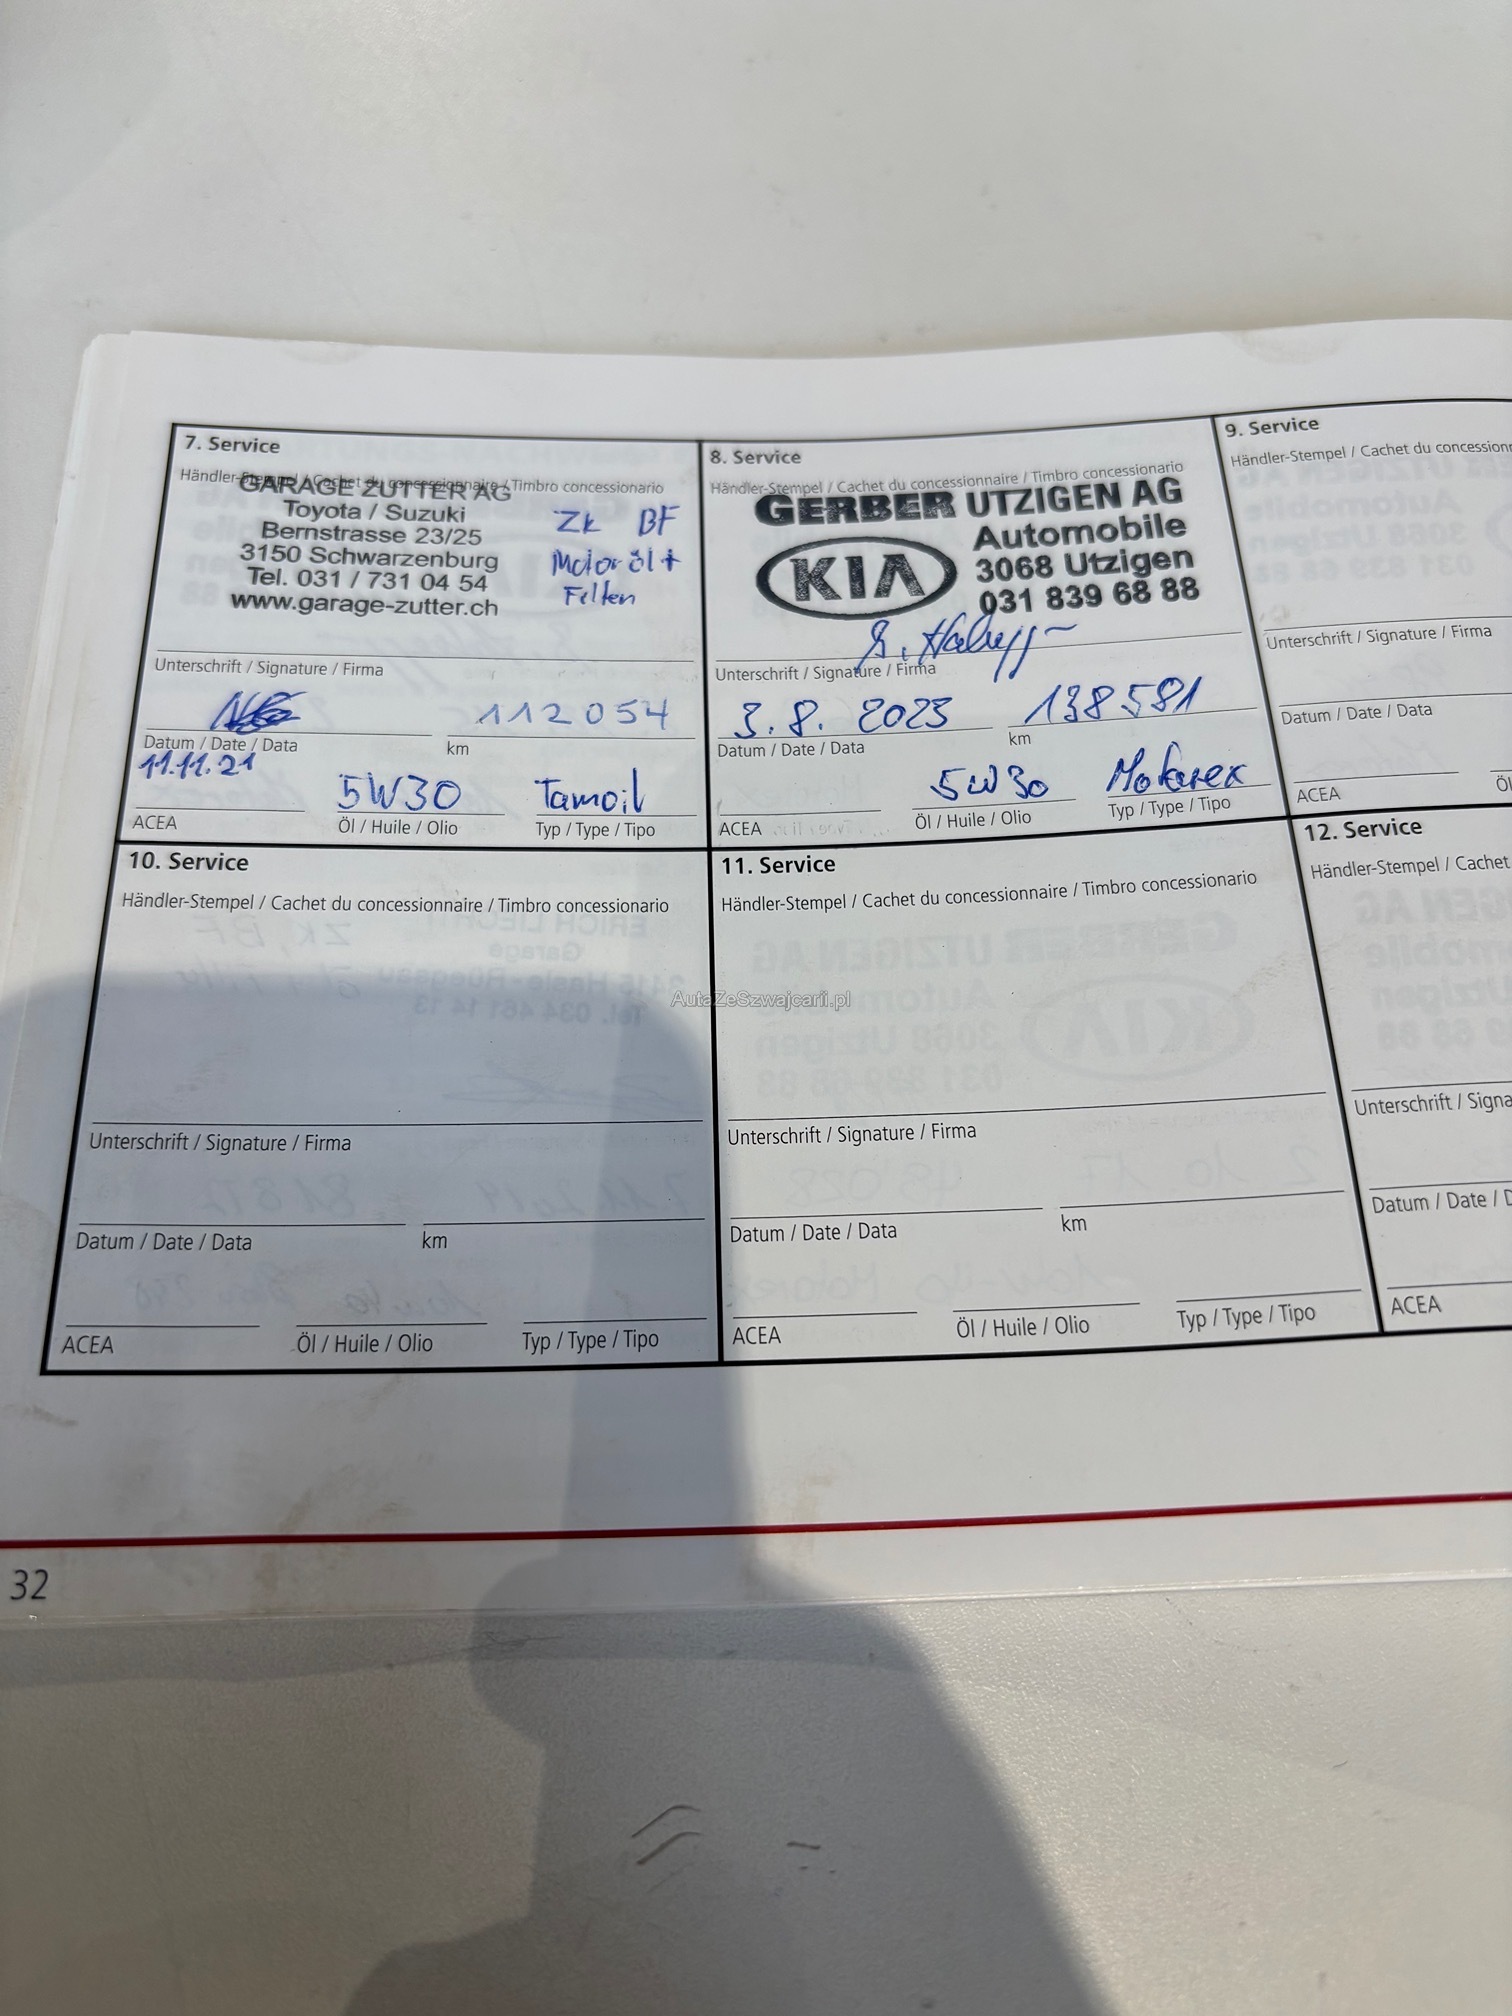 7. Service
Händler-Stempel / Cachet du concessionnaire / Timbro concessionario
GARAGE ZUTTER AG
Toyota / Suzuki
Bernstrasse 23/25
3150 Schwarzenburg
Tel. 031 / 731 04 54
www.garage-zutter.ch
ZK BF
Motoröl +
Filten
Unterschrift / Signature / Firma
112054
Datum / Date / Data
km
11.11.21
5W30
Tamoil
ACEA
Öl / Huile / Olio
Typ / Type / Tipo
8. Service
Händler-Stempel / Cachet du concessionnaire / Timbro concessionario
GERBER UTZIGEN AG
KIA
Automobile
3068 Utzigen
031 839 68 88
Unterschrift / Signature / Firma
3.8. 2023
138581
Datum / Date / Data
km
5W30
Motorex
ACEA
Öl / Huile / Olio
Typ / Type / Tipo
9. Service
Händler-Stempel / Cachet du concessionn
Unterschrift / Signature / Firma
Datum / Date / Data
ACEA
Öl
10. Service
Händler-Stempel / Cachet du concessionnaire / Timbro concessionario
Unterschrift / Signature / Firma
Datum / Date / Data
km
ACEA
Öl / Huile / Olio
Typ / Type / Tipo
11. Service
Händler-Stempel / Cachet du concessionnaire / Timbro concessionario
Unterschrift / Signature / Firma
Datum / Date / Data
km
ACEA
Öl / Huile / Olio
Typ / Type / Tipo
12. Service
Händler-Stempel / Cachet
Unterschrift / Signa
Datum / Date / D
ACEA
AutaZeSzwajcarii.pl
32